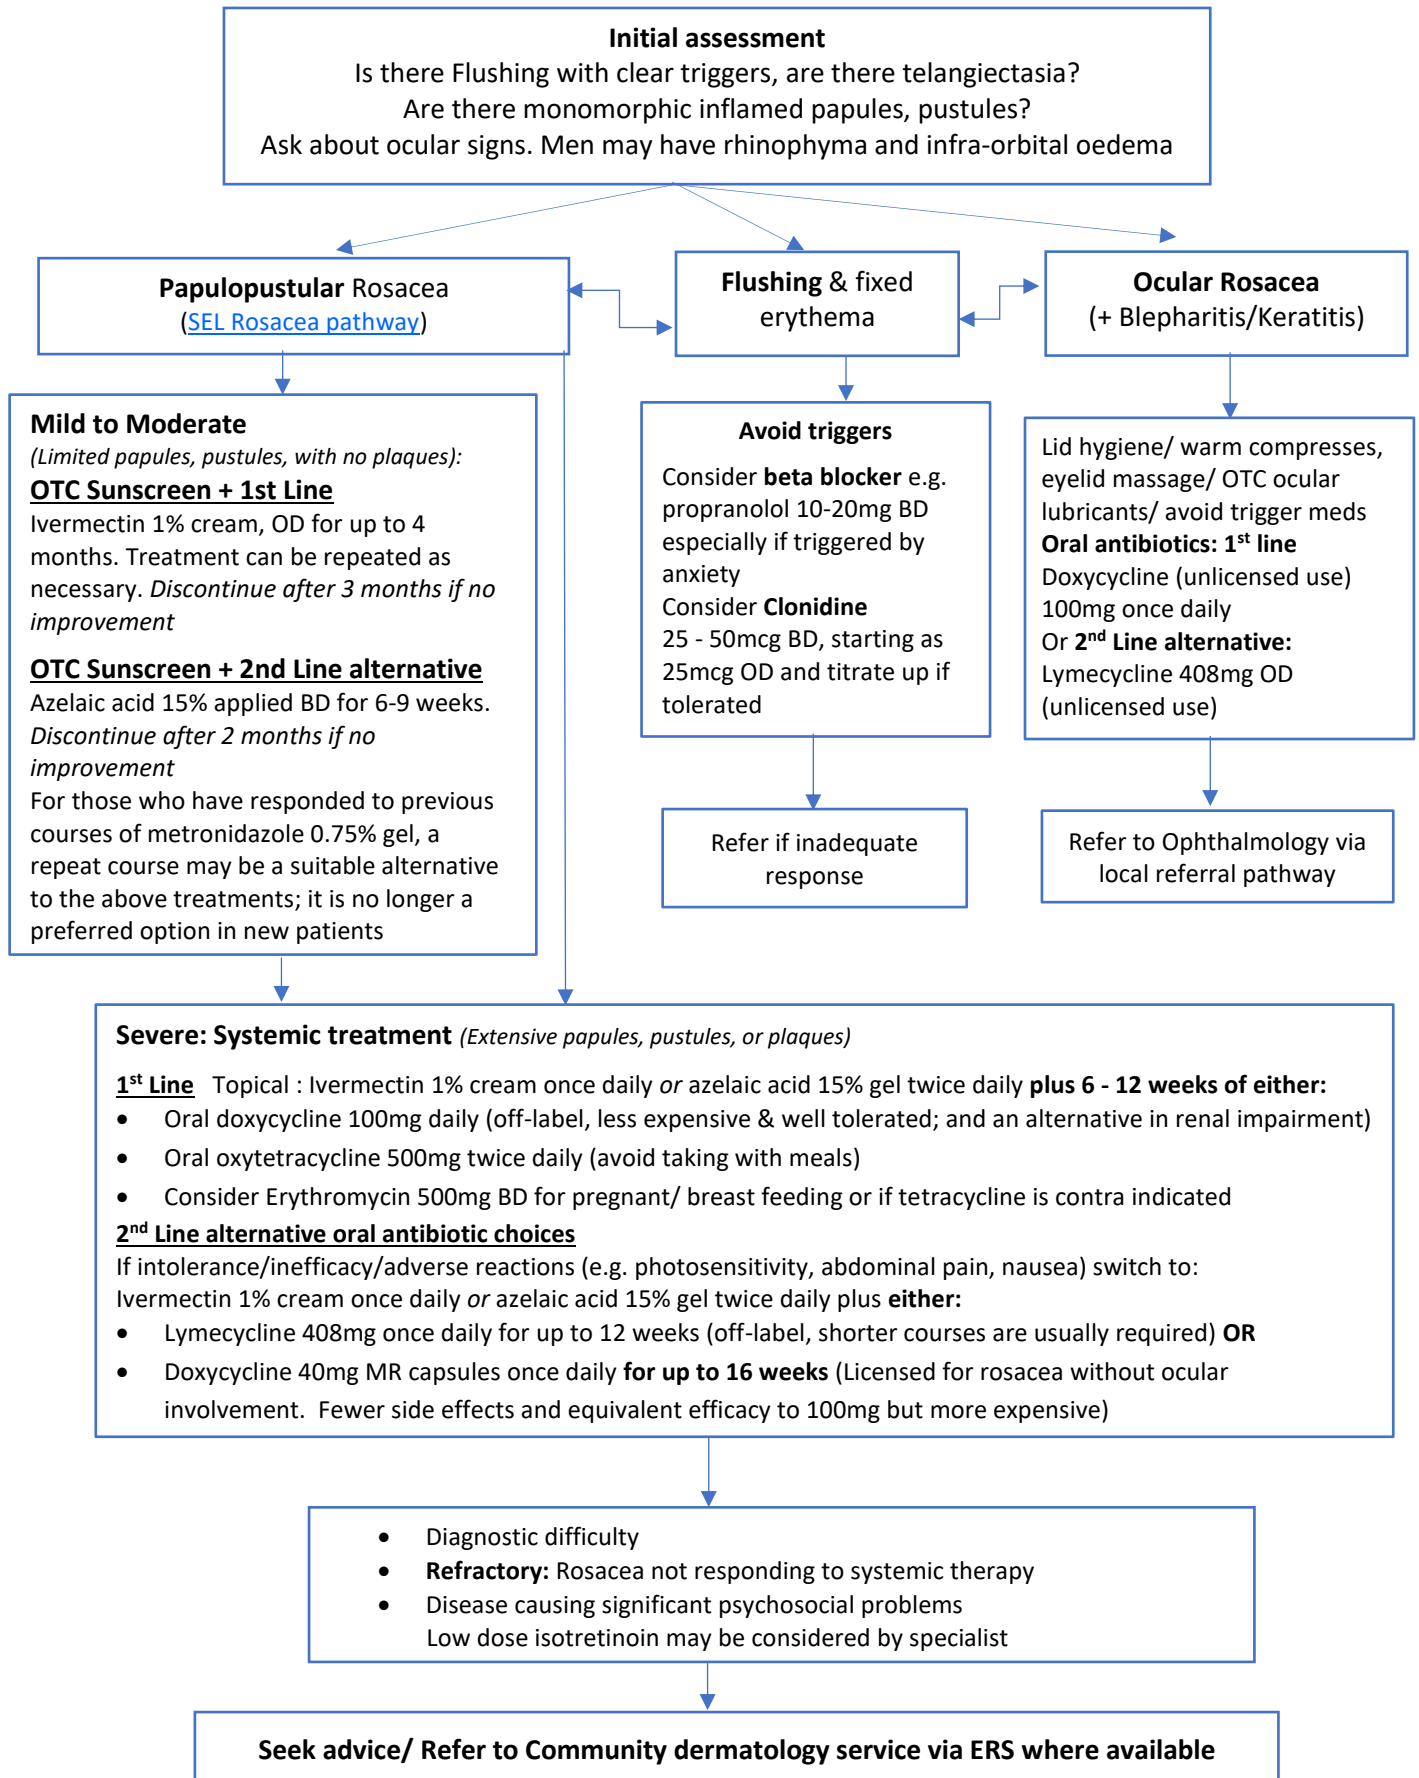 Initial assessment
Is there Flushing with clear triggers, are there telangiectasia?
Are there monomorphic inflamed papules, pustules?
Ask about ocular signs. Men may have rhinophyma and infra-orbital oedema
Papulopustular Rosacea
(SEL Rosacea pathway)
Flushing & fixed
erythema
Ocular Rosacea
(+ Blepharitis/Keratitis)
Mild to Moderate
(Limited papules, pustules, with no plaques):
OTC Sunscreen + 1st Line
Ivermectin 1% cream, OD for up to 4
months. Treatment can be repeated as
necessary. Discontinue after 3 months if no
improvement
OTC Sunscreen + 2nd Line alternative
Azelaic acid 15% applied BD for 6-9 weeks.
Discontinue after 2 months if no
improvement
For those who have responded to previous
courses of metronidazole 0.75% gel, a
repeat course may be a suitable alternative
to the above treatments; it is no longer a
preferred option in new patients
Avoid triggers
Consider beta blocker e.g.
propranolol 10-20mg BD
especially if triggered by
anxiety
Consider Clonidine
25 - 50mcg BD, starting as
25mcg OD and titrate up if
tolerated
Refer if inadequate
response
Lid hygiene/ warm compresses,
eyelid massage/ OTC ocular
lubricants/ avoid trigger meds
Oral antibiotics: 1st line
Doxycycline (unlicensed use)
100mg once daily
Or 2nd Line alternative:
Lymecycline 408mg OD
(unlicensed use)
Refer to Ophthalmology via
local referral pathway
Severe: Systemic treatment (Extensive papules, pustules, or plaques)
1st Line Topical : Ivermectin 1% cream once daily or azelaic acid 15% gel twice daily plus 6 - 12 weeks of either:
• Oral doxycycline 100mg daily (off-label, less expensive & well tolerated; and an alternative in renal impairment)
• Oral oxytetracycline 500mg twice daily (avoid taking with meals)
• Consider Erythromycin 500mg BD for pregnant/ breast feeding or if tetracycline is contra indicated
2nd Line alternative oral antibiotic choices
If intolerance/inefficacy/adverse reactions (e.g. photosensitivity, abdominal pain, nausea) switch to:
Ivermectin 1% cream once daily or azelaic acid 15% gel twice daily plus either:
• Lymecycline 408mg once daily for up to 12 weeks (off-label, shorter courses are usually required) OR
• Doxycycline 40mg MR capsules once daily for up to 16 weeks (Licensed for rosacea without ocular
involvement. Fewer side effects and equivalent efficacy to 100mg but more expensive)
• Diagnostic difficulty
• Refractory: Rosacea not responding to systemic therapy
• Disease causing significant psychosocial problems
Low dose isotretinoin may be considered by specialist
Seek advice/ Refer to Community dermatology service via ERS where available